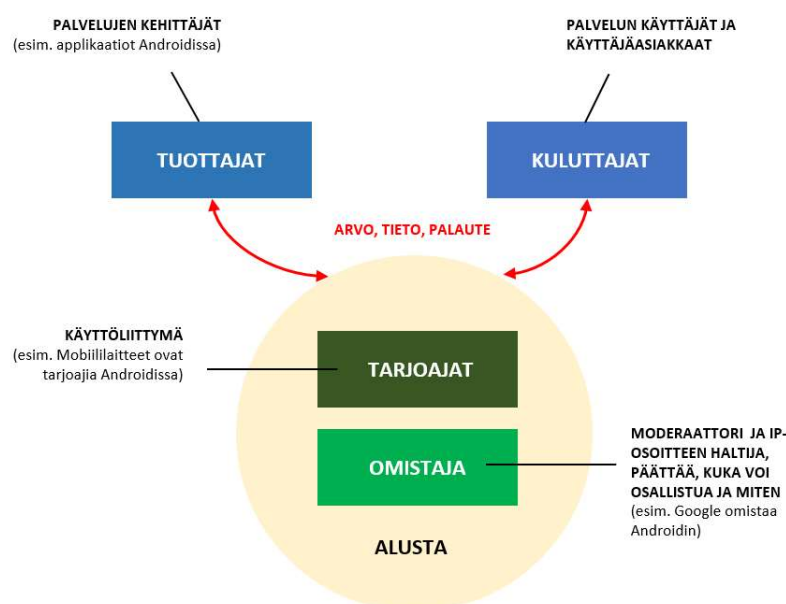 PALVELUJEN KEHITTÄJÄT
(esim. applikaatiot Androidissa)
PALVELUN KÄYTTÄJÄT JA
KÄYTTÄJÄASIAKKAAT
TUOTTAJAT
KULUTTAJAT
ARVO, TIETO, PALAUTE
KÄYTTÖLIITTYMÄ
(esim. Mobiililaitteet ovat
tarjoajia Androidissa)
TARJOAJAT
OMISTAJA
MODERAATTORI JA IP-
OSOITTEEN HALTIJA,
PÄÄTTÄÄ, KUKA VOI
OSALLISTUA JA MITEN
(esim. Google omistaa
Androidin)
ALUSTA